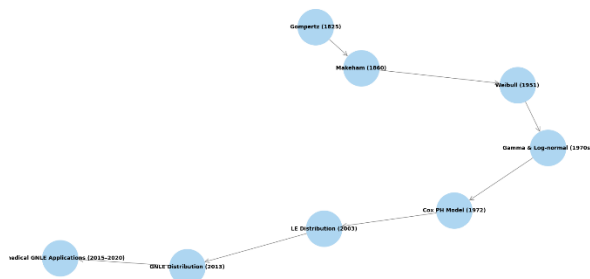 Gompertz (1825)
Makeham (1860)
Weibull (1951)
Gamma & Log-normal (1970s
Cox PH Model (1972)
LE Distribution (2003)
GNLE Distribution (2013)
GNLE Applications (2015–2020)